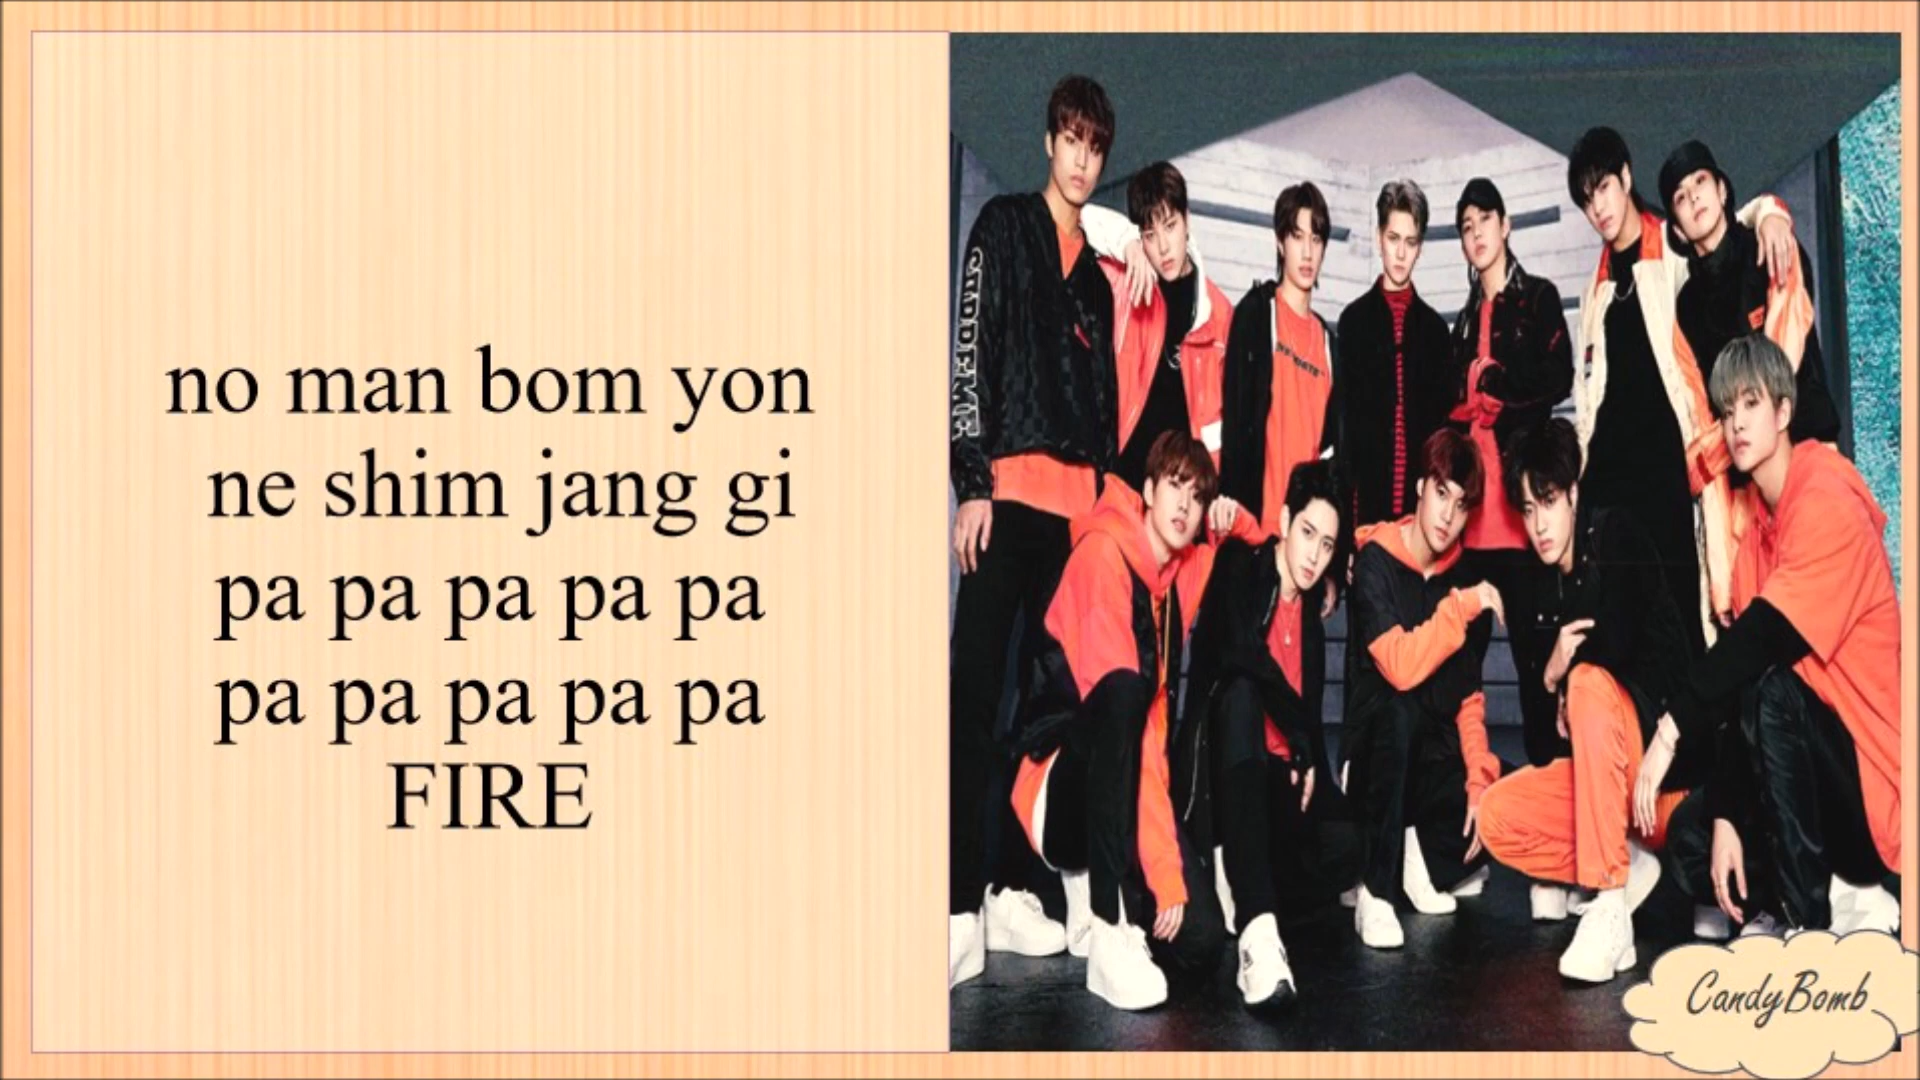 no man bom yon
ne shim jang gi
pa pa pa pa pa
pa pa pa pa pa
FIRE
CandyBomb